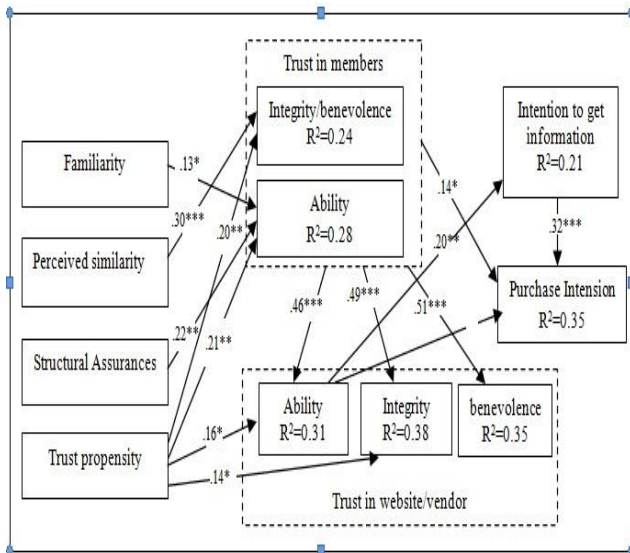 Trust in members
Integrity/benevolence
R²=0.24
Intention to get
information
R²=0.21
Familiarity
.13*
Ability
R²=0.28
.14*
.30***
.20**
.20**
.32***
Perceived similarity
Purchase Intension
R²=0.35
.46***
.49***
.51***
.22**
.21**
Structural Assurances
Ability
R²=0.31
Integrity
R²=0.38
benevolence
R²=0.35
.16*
Trust propensity
.14*
Trust in website/vendor